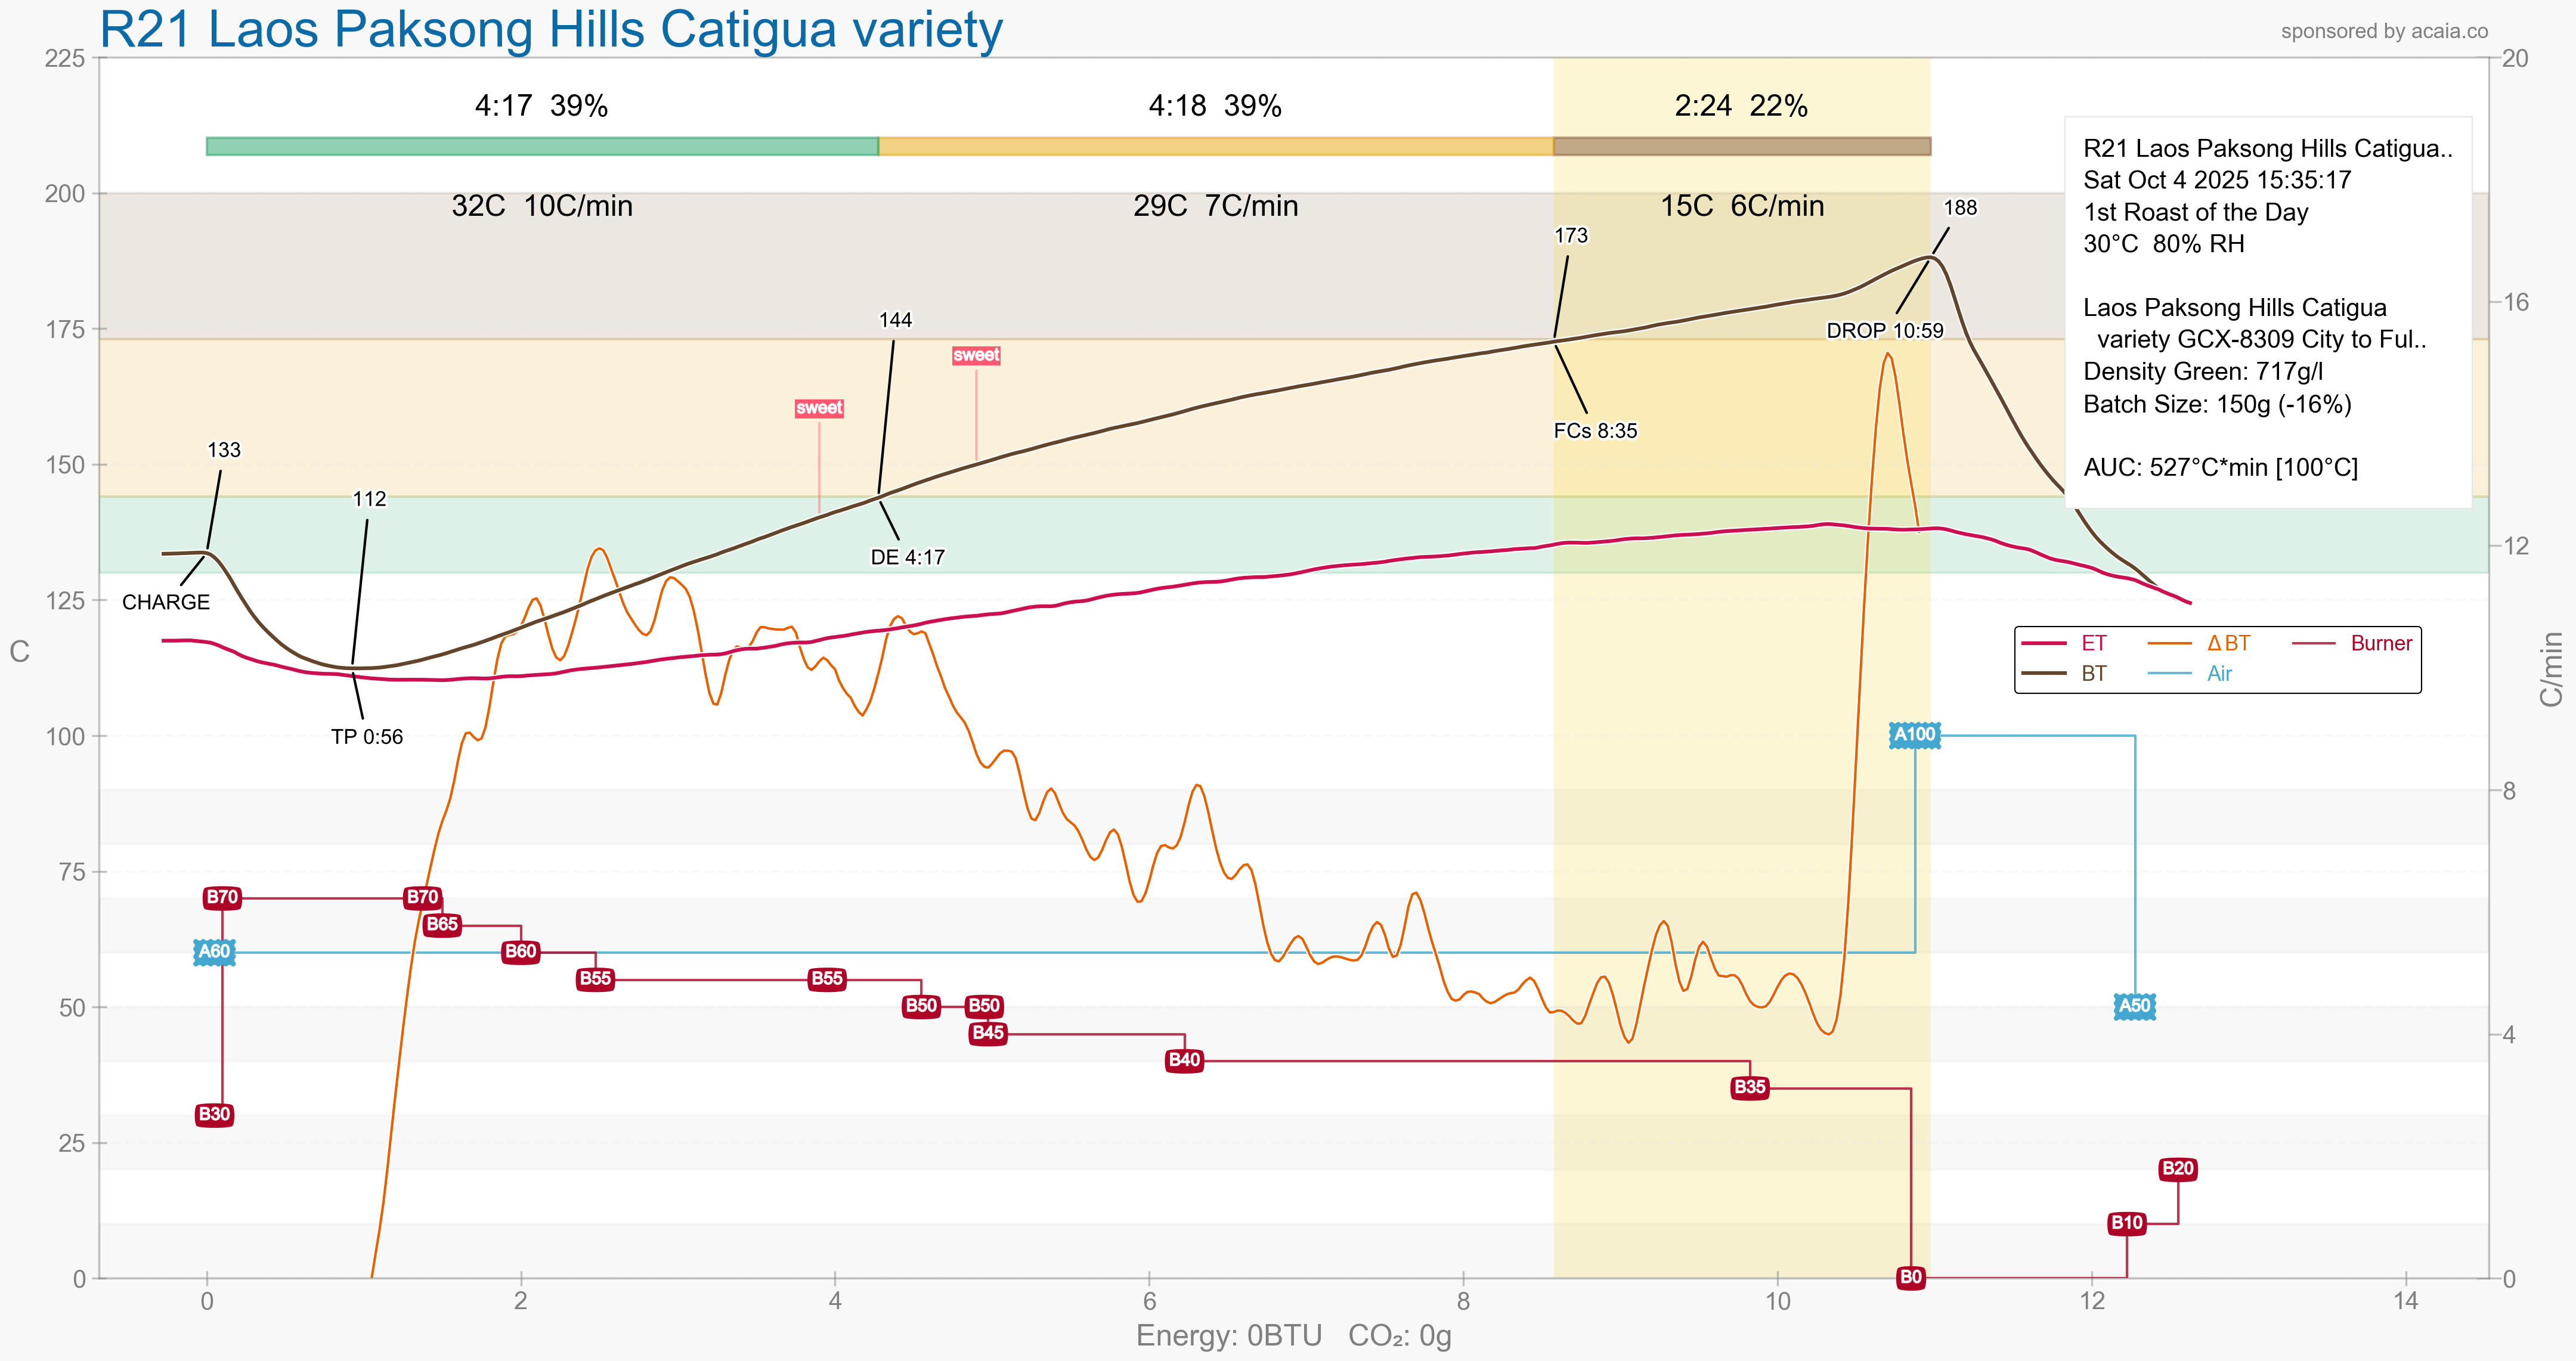 R21 Laos Paksong Hills Catigua variety
sponsored by acaia.co
225
200
175
150
125
100
75
50
25
0
C
20
16
12
8
4
0
C/min
4:17 39%
4:18 39%
2:24 22%
32C 10C/min
29C 7C/min
15C 6C/min
R21 Laos Paksong Hills Catigua..
Sat Oct 4 2025 15:35:17
1st Roast of the Day
30°C 80% RH
Laos Paksong Hills Catigua
variety GCX-8309 City to Ful..
Density Green: 717g/l
Batch Size: 150g (-16%)
AUC: 527°C*min [100°C]
133
CHARGE
112
TP 0:56
144
DE 4:17
sweet
sweet
173
FCs 8:35
188
DROP 10:59
ET
BT
Δ BT
Air
Burner
A60
A100
A50
B30
B70
B70
B65
B60
B55
B55
B50
B50
B45
B40
B35
B0
B10
B20
0 2 4 6 8 10 12 14
Energy: 0BTU CO₂: 0g